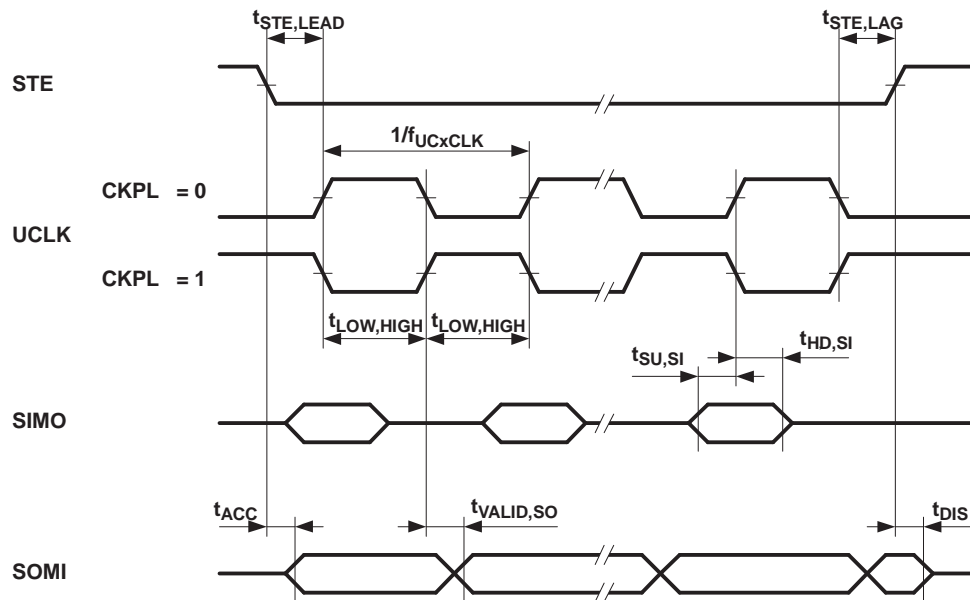 tSTE,LEAD
tSTE,LAG
STE
1/fUCxCLK
CKPL = 0
UCLK
CKPL = 1
tLOW,HIGH tLOW,HIGH
tSU,SI
tHD,SI
SIMO
tACC
tVALID,SO
tDIS
SOMI